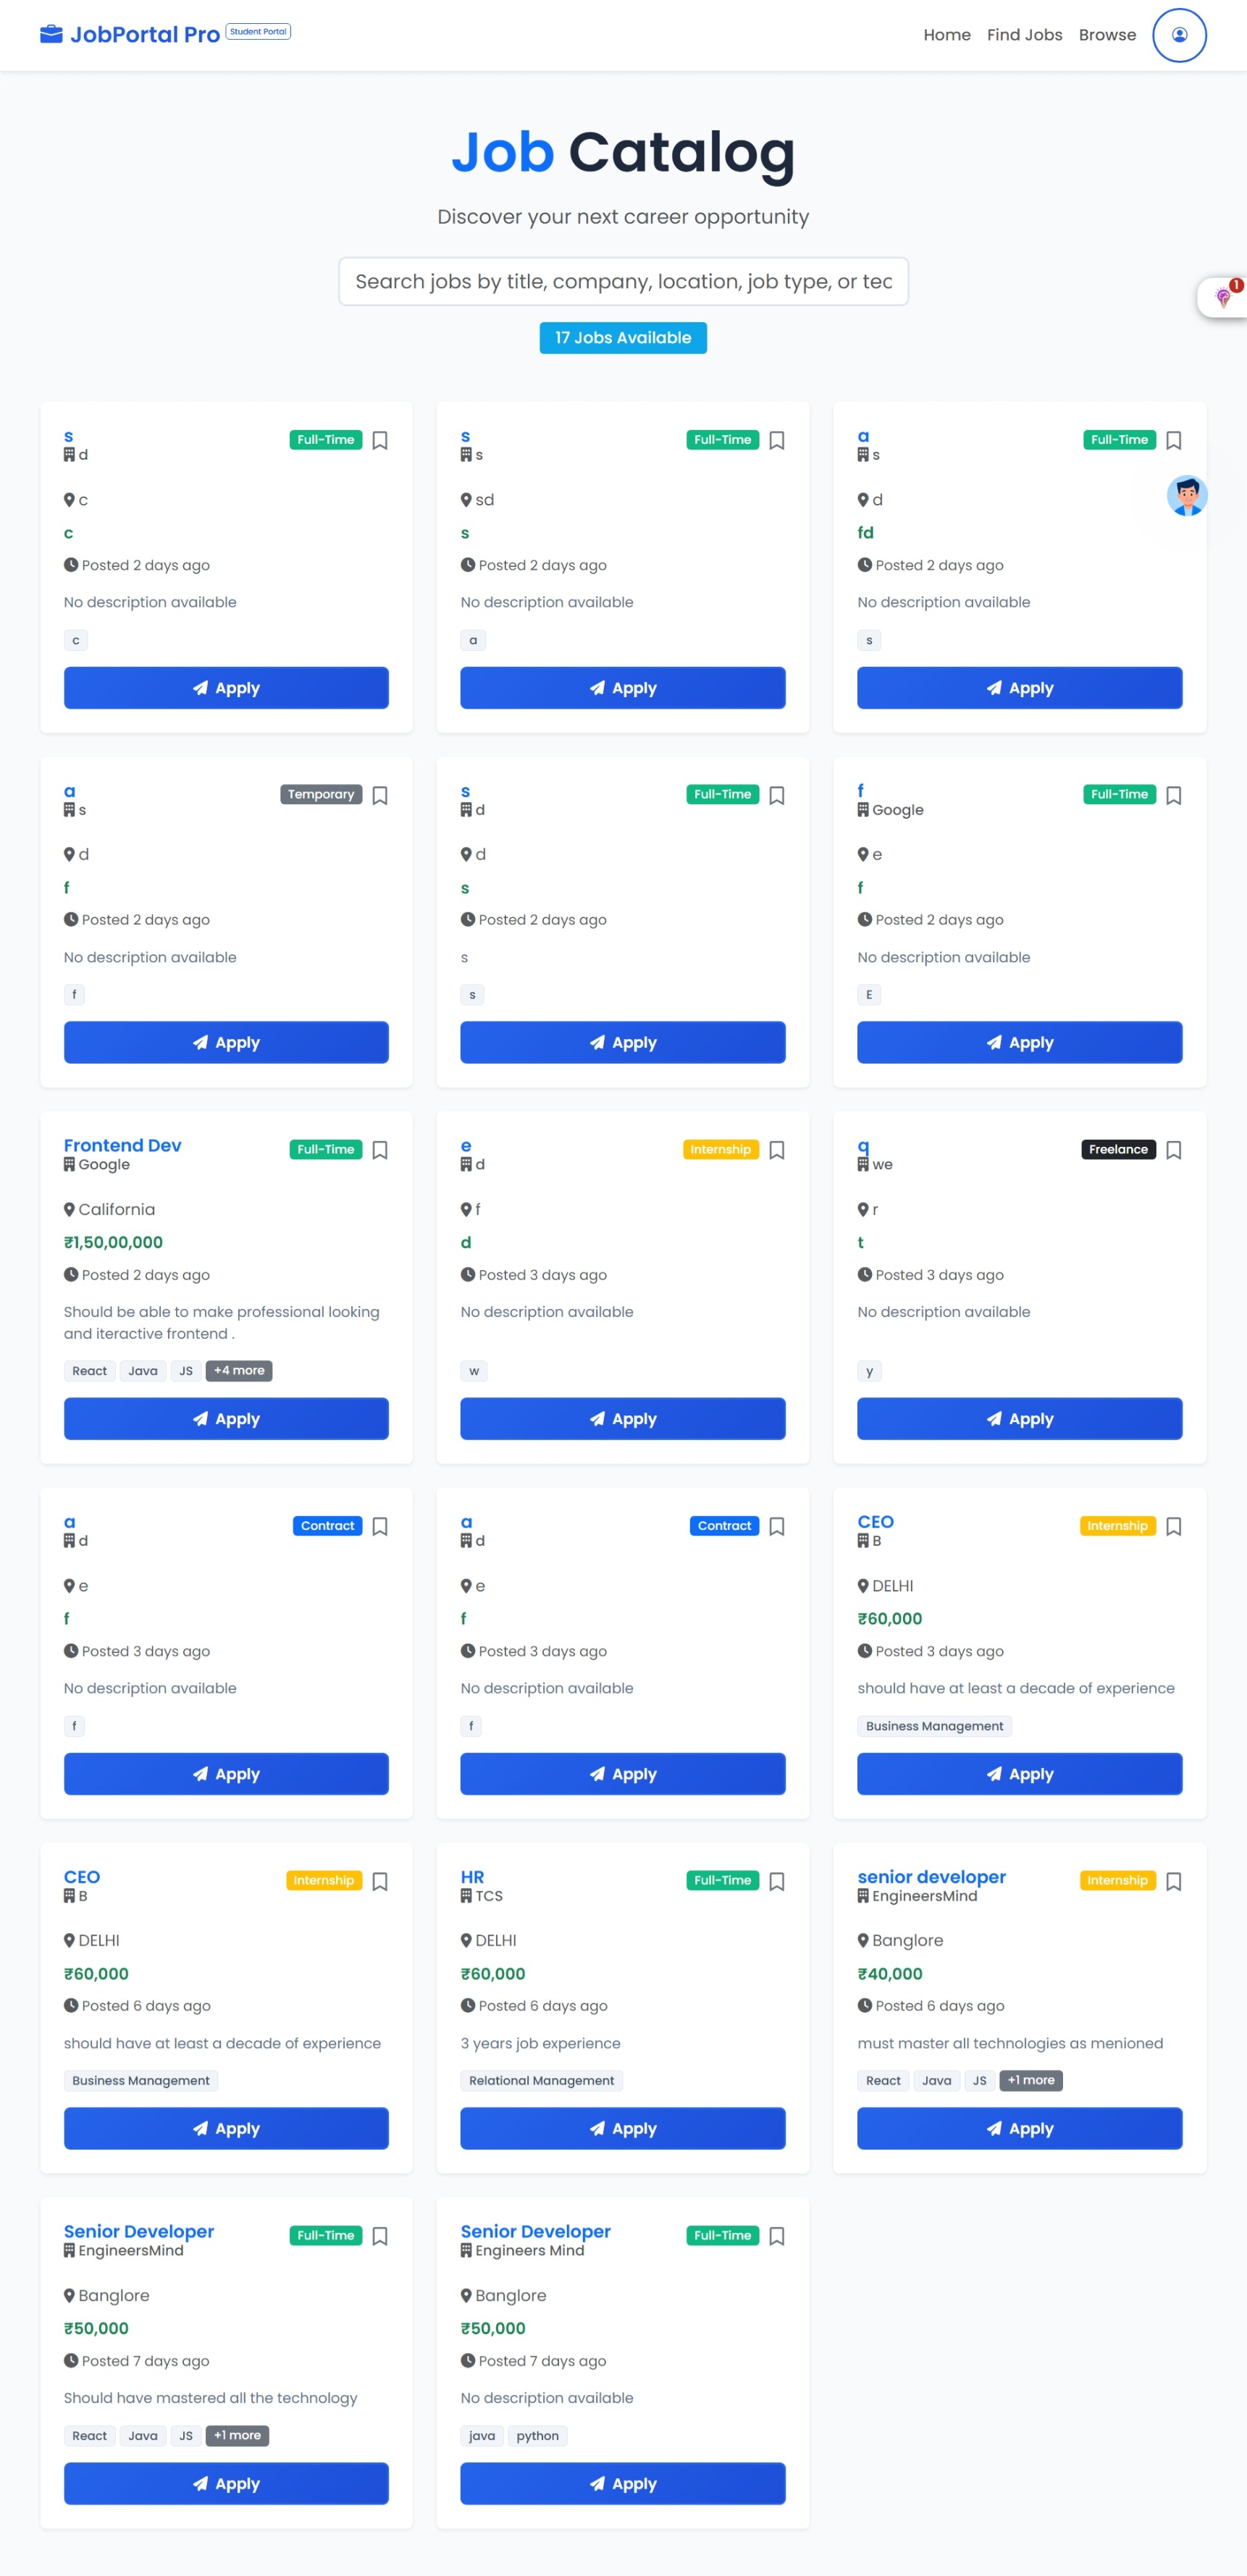 JobPortal Pro Student Portal
Home Find Jobs Browse
Job Catalog
Discover your next career opportunity
Search jobs by title, company, location, job type, or tec
1
17 Jobs Available
s Full-Time
d
c
c
Posted 2 days ago
No description available
c
Apply
s Full-Time
s
sd
s
Posted 2 days ago
No description available
a
Apply
a Full-Time
s
d
fd
Posted 2 days ago
No description available
s
Apply
a Temporary
s
d
f
Posted 2 days ago
No description available
f
Apply
s Full-Time
d
d
s
Posted 2 days ago
s
s
Apply
f Full-Time
Google
e
f
Posted 2 days ago
No description available
E
Apply
Frontend Dev Full-Time
Google
California
₹1,50,00,000
Posted 2 days ago
Should be able to make professional looking
and iteractive frontend .
React Java JS +4 more
Apply
e Internship
d
f
d
Posted 3 days ago
No description available
w
Apply
q Freelance
we
r
t
Posted 3 days ago
No description available
y
Apply
a Contract
d
e
f
Posted 3 days ago
No description available
f
Apply
a Contract
d
e
f
Posted 3 days ago
No description available
f
Apply
CEO Internship
B
DELHI
₹60,000
Posted 3 days ago
should have at least a decade of experience
Business Management
Apply
CEO Internship
B
DELHI
₹60,000
Posted 6 days ago
should have at least a decade of experience
Business Management
Apply
HR Full-Time
TCS
DELHI
₹60,000
Posted 6 days ago
3 years job experience
Relational Management
Apply
senior developer Internship
EngineersMind
Banglore
₹40,000
Posted 6 days ago
must master all technologies as menioned
React Java JS +1 more
Apply
Senior Developer Full-Time
EngineersMind
Banglore
₹50,000
Posted 7 days ago
Should have mastered all the technology
React Java JS +1 more
Apply
Senior Developer Full-Time
Engineers Mind
Banglore
₹50,000
Posted 7 days ago
No description available
java python
Apply